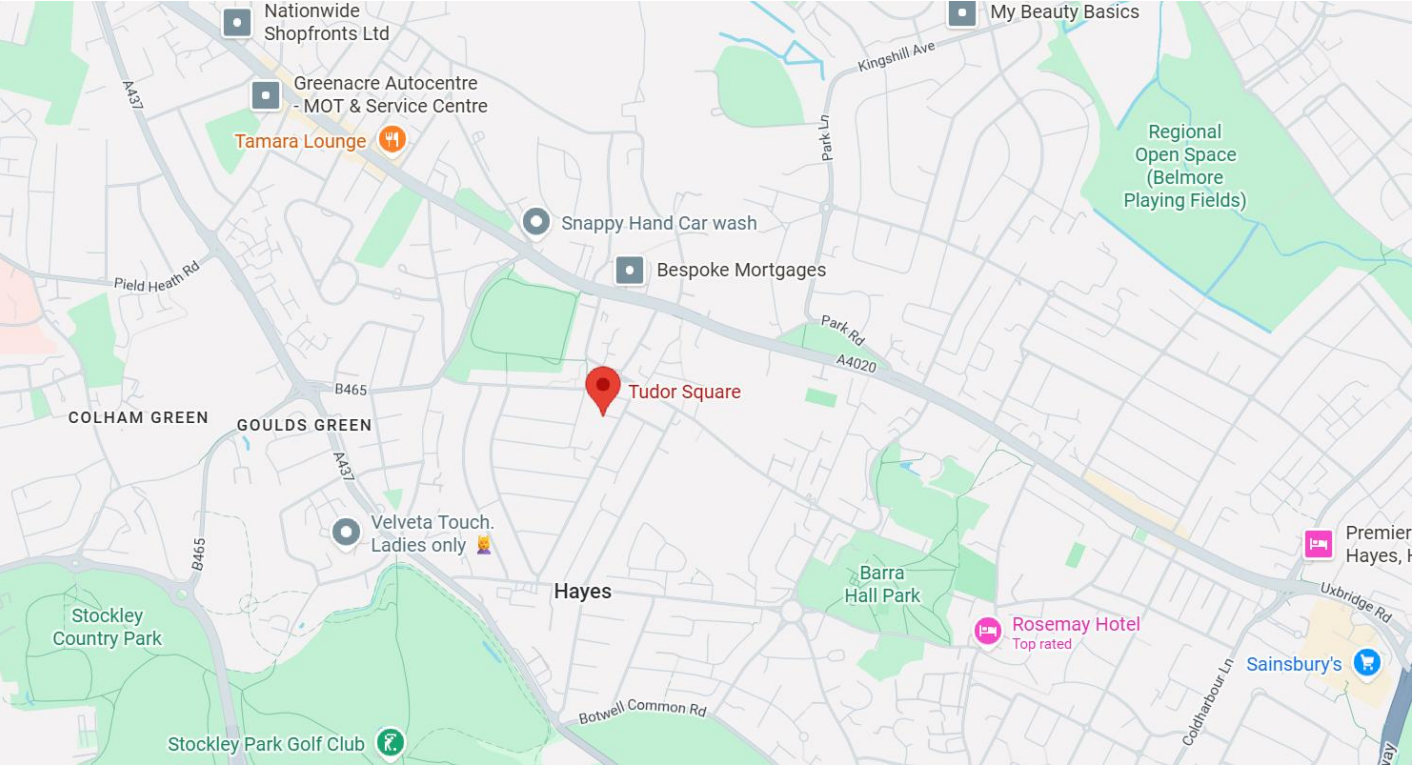 Nationwide
Shopfronts Ltd
My Beauty Basics
Kingshill Ave
A437
Greenacre Autocentre
- MOT & Service Centre
Tamara Lounge
Park Ln
Regional
Open Space
(Belmore
Playing Fields)
Snappy Hand Car wash
Pield Heath Rd
Bespoke Mortgages
Park Rd
A4020
B465
Tudor Square
COLHAM GREEN
GOULDS GREEN
A437
Velveta Touch.
Ladies only 💆‍♀️
B465
Premier
Hayes, H
Hayes
Barra
Hall Park
Uxbridge Rd
Stockley
Country Park
Rosemay Hotel
Top rated
Sainsbury's
Coldharbour Ln
Botwell Common Rd
Stockley Park Golf Club
way